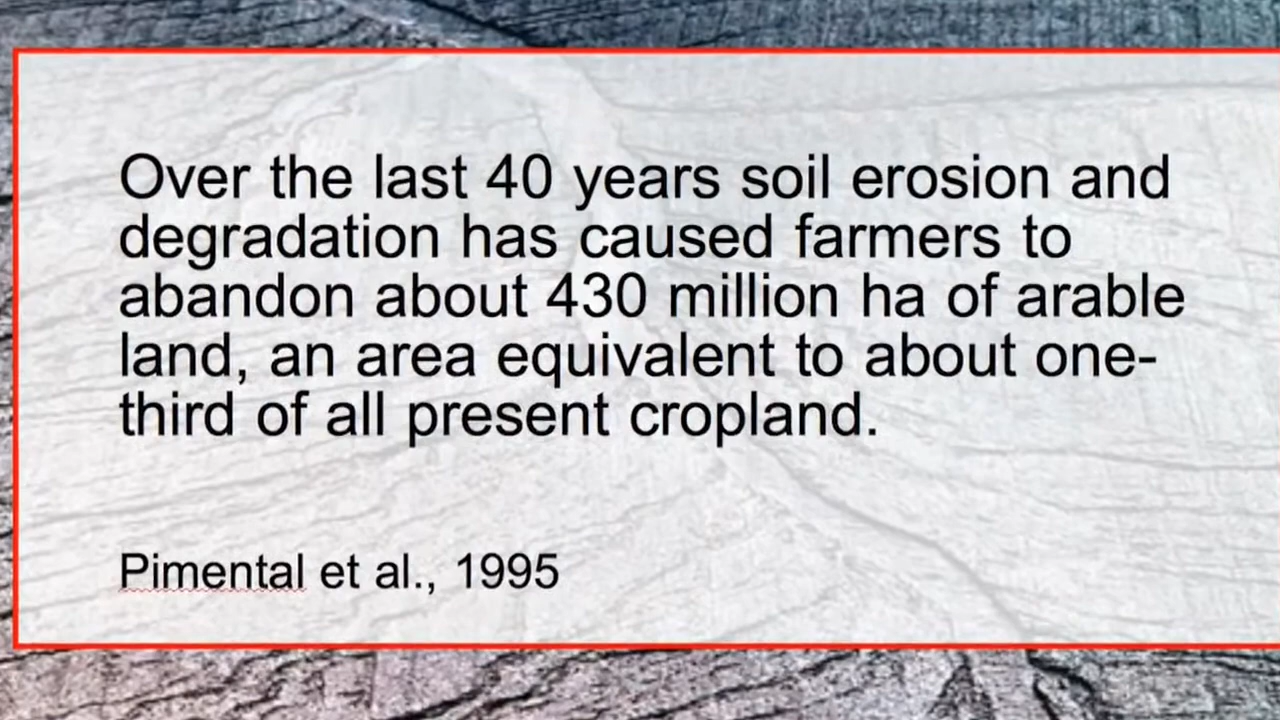 Over the last 40 years soil erosion and
degradation has caused farmers to
abandon about 430 million ha of arable
land, an area equivalent to about one-
third of all present cropland.
Pimental et al., 1995